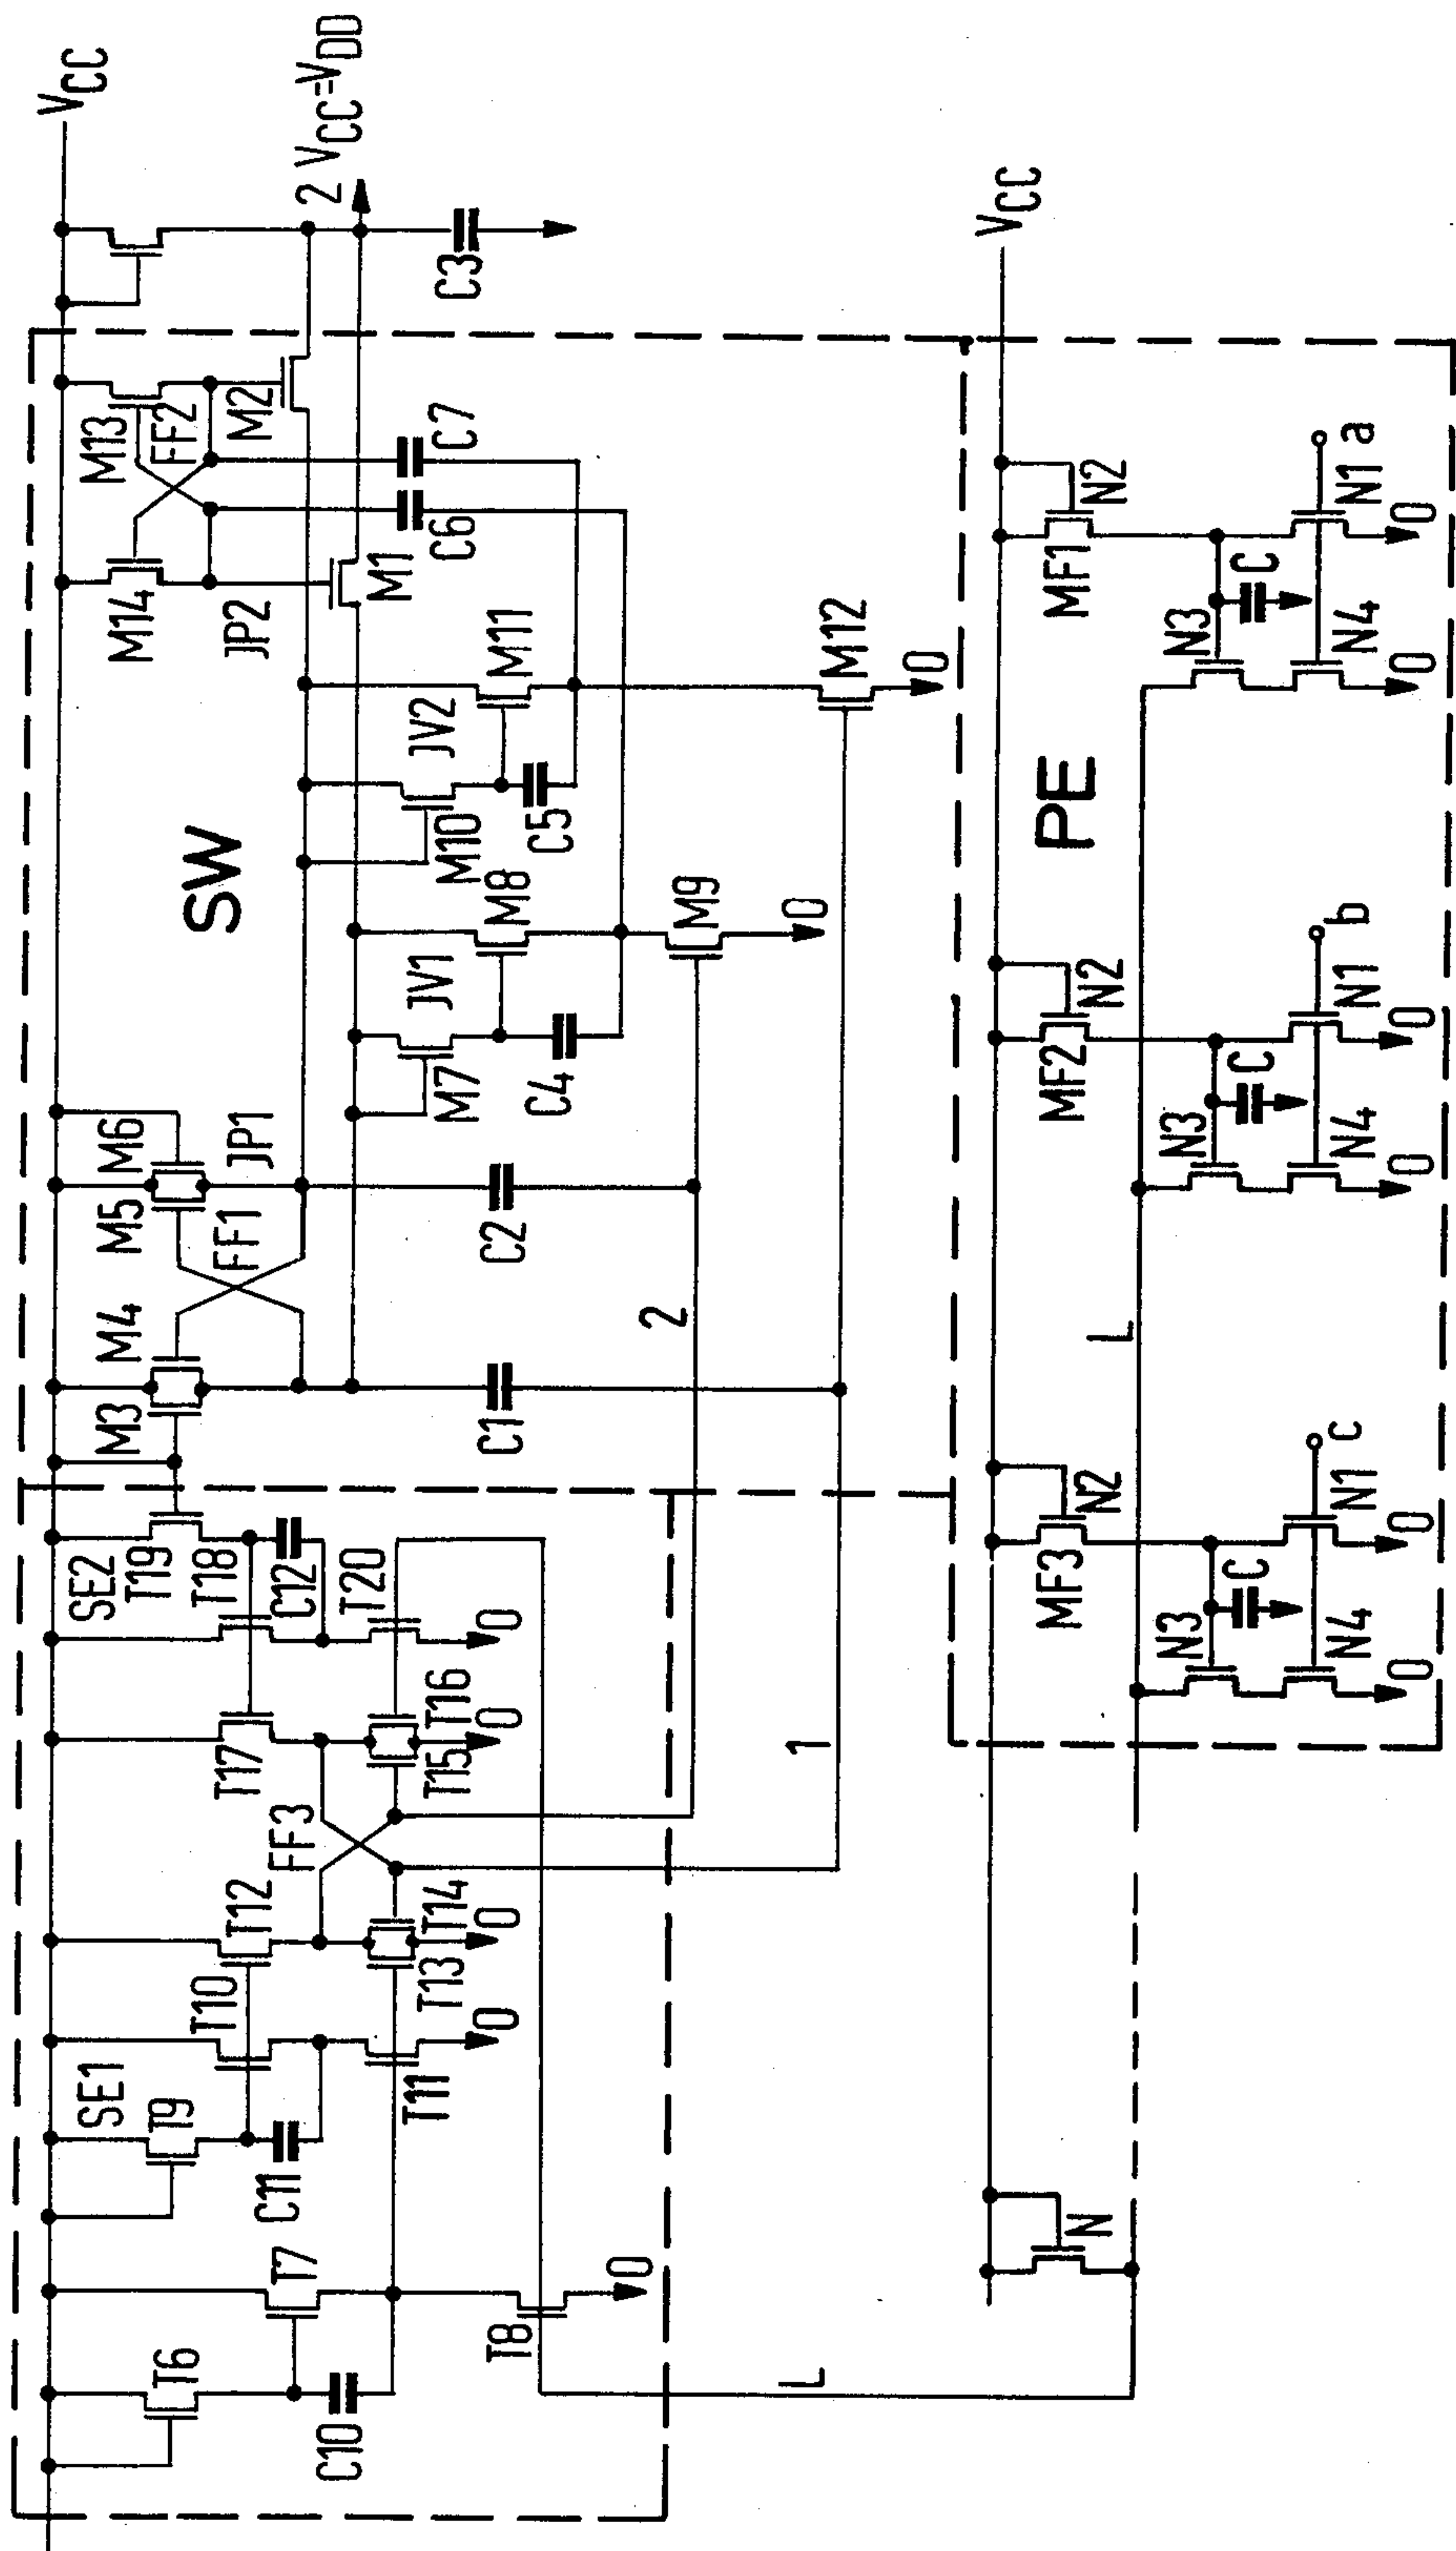 VCC
2 VCC=VDD
C3
M13
FF2
M2
C7
C6
M14
JP2
M1
SW
M11
JV2
M10
C5
M12
0
M8
JV1
M7
C4
M9
0
M6
JP1
M5
FF1
C2
M4
M3
C1
2
1
SE2
T19
T18
C12
T20
0
T17
T16
T15
0
FF3
T12
T14
T13
0
T10
T11
0
SE1
T9
C11
T7
T8
0
T6
C10
L
VCC
PE
MF1
N2
N3
C
N1
a
N4
0
0
MF2
N2
N3
C
N1
b
N4
0
0
L
MF3
N2
N3
C
N1
c
N4
0
0
N